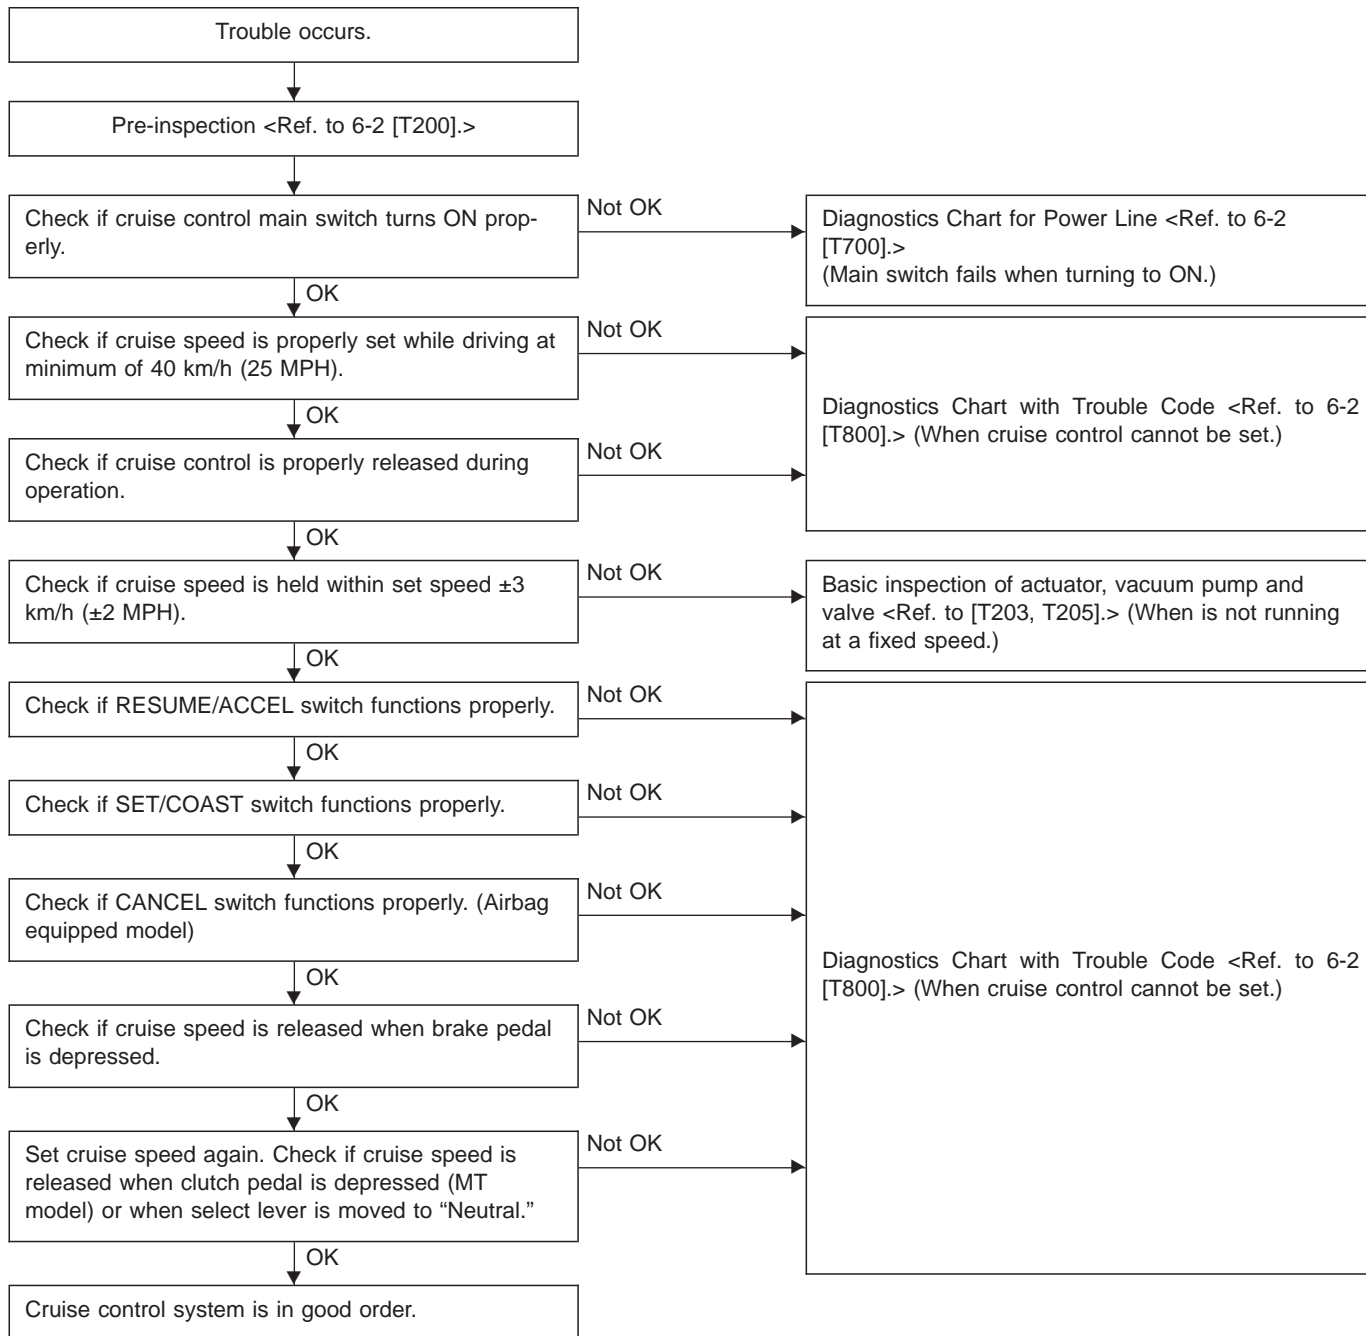 Trouble occurs.
Pre-inspection <Ref. to 6-2 [T200].>
Check if cruise control main switch turns ON prop-
erly.
Not OK
Diagnostics Chart for Power Line <Ref. to 6-2
[T700].>
(Main switch fails when turning to ON.)
OK
Check if cruise speed is properly set while driving at
minimum of 40 km/h (25 MPH).
Not OK
Diagnostics Chart with Trouble Code <Ref. to 6-2
[T800].> (When cruise control cannot be set.)
OK
Check if cruise control is properly released during
operation.
Not OK
OK
Check if cruise speed is held within set speed ±3
km/h (±2 MPH).
Not OK
Basic inspection of actuator, vacuum pump and
valve <Ref. to [T203, T205].> (When is not running
at a fixed speed.)
OK
Check if RESUME/ACCEL switch functions properly.
Not OK
OK
Check if SET/COAST switch functions properly.
Not OK
OK
Check if CANCEL switch functions properly. (Airbag
equipped model)
Not OK
Diagnostics Chart with Trouble Code <Ref. to 6-2
[T800].> (When cruise control cannot be set.)
OK
Check if cruise speed is released when brake pedal
is depressed.
Not OK
OK
Set cruise speed again. Check if cruise speed is
released when clutch pedal is depressed (MT
model) or when select lever is moved to “Neutral.”
Not OK
OK
Cruise control system is in good order.